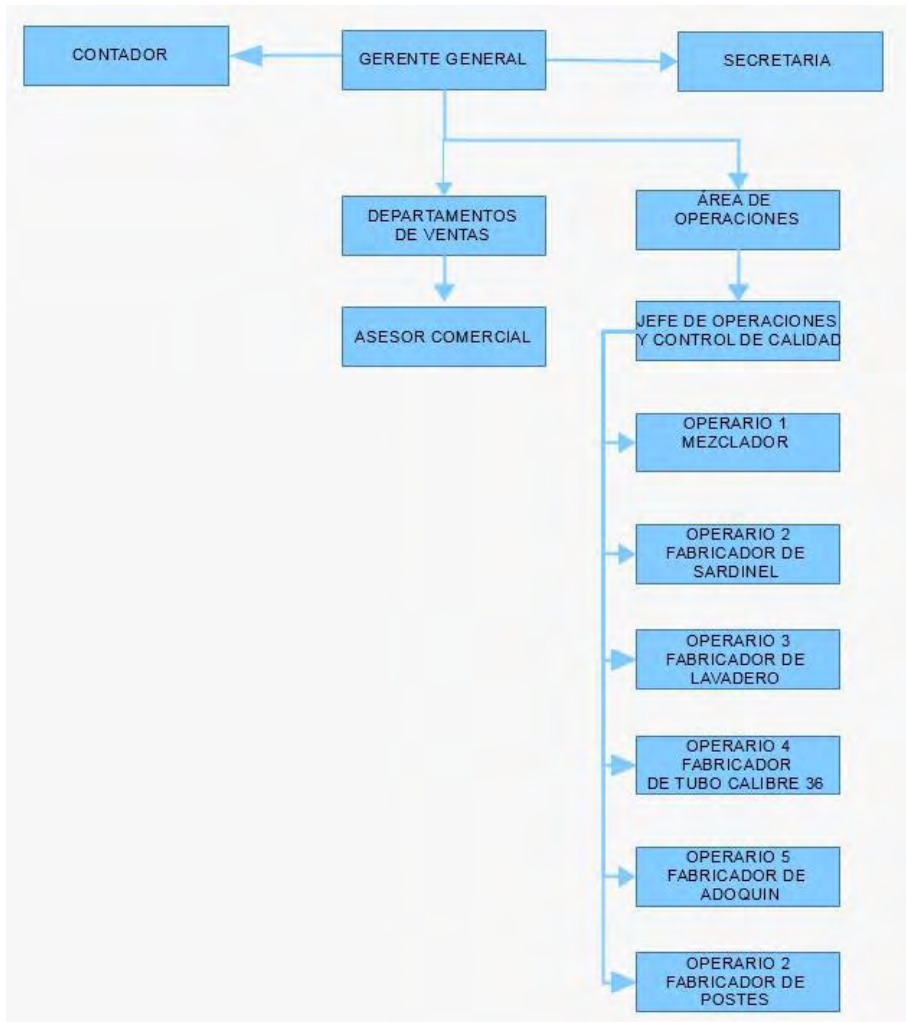 CONTADOR
GERENTE GENERAL
SECRETARIA
DEPARTAMENTOS
DE VENTAS
ÁREA DE
OPERACIONES
ASESOR COMERCIAL
JEFE DE OPERACIONES
Y CONTROL DE CALIDAD
OPERARIO 1
MEZCLADOR
OPERARIO 2
FABRICADOR DE
SARDINEL
OPERARIO 3
FABRICADOR DE
LAVADERO
OPERARIO 4
FABRICADOR
DE TUBO CALIBRE 36
OPERARIO 5
FABRICADOR DE
ADOQUIN
OPERARIO 2
FABRICADOR DE
POSTES